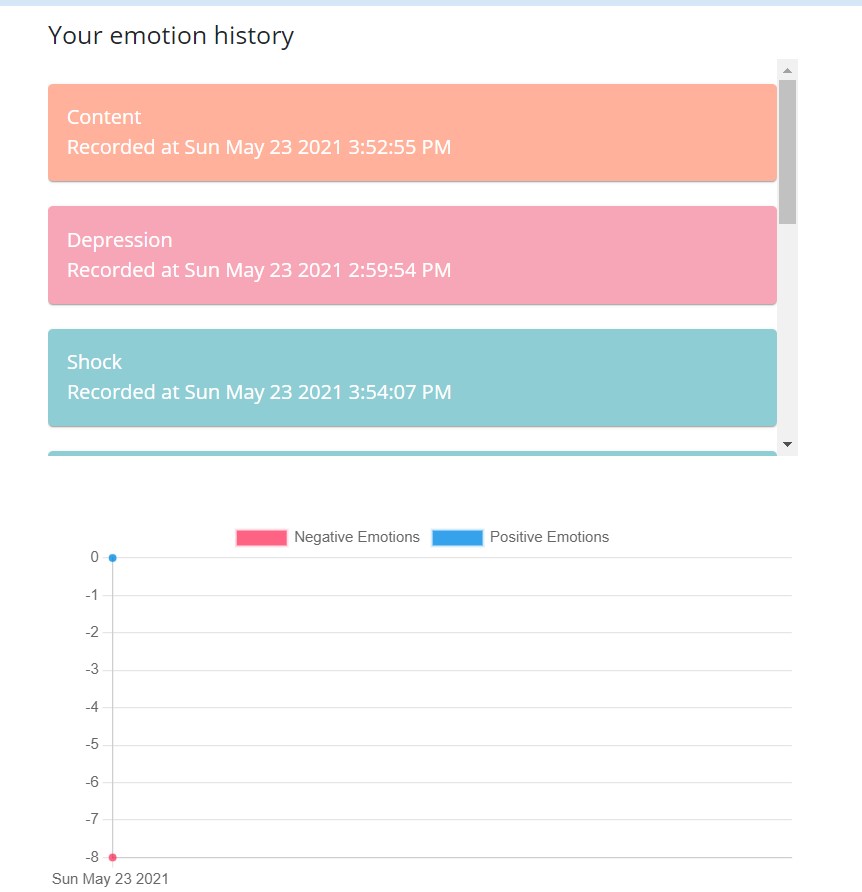 Your emotion history
Content
Recorded at Sun May 23 2021 3:52:55 PM
Depression
Recorded at Sun May 23 2021 2:59:54 PM
Shock
Recorded at Sun May 23 2021 3:54:07 PM
Negative Emotions Positive Emotions
0
-1
-2
-3
-4
-5
-6
-7
-8
Sun May 23 2021